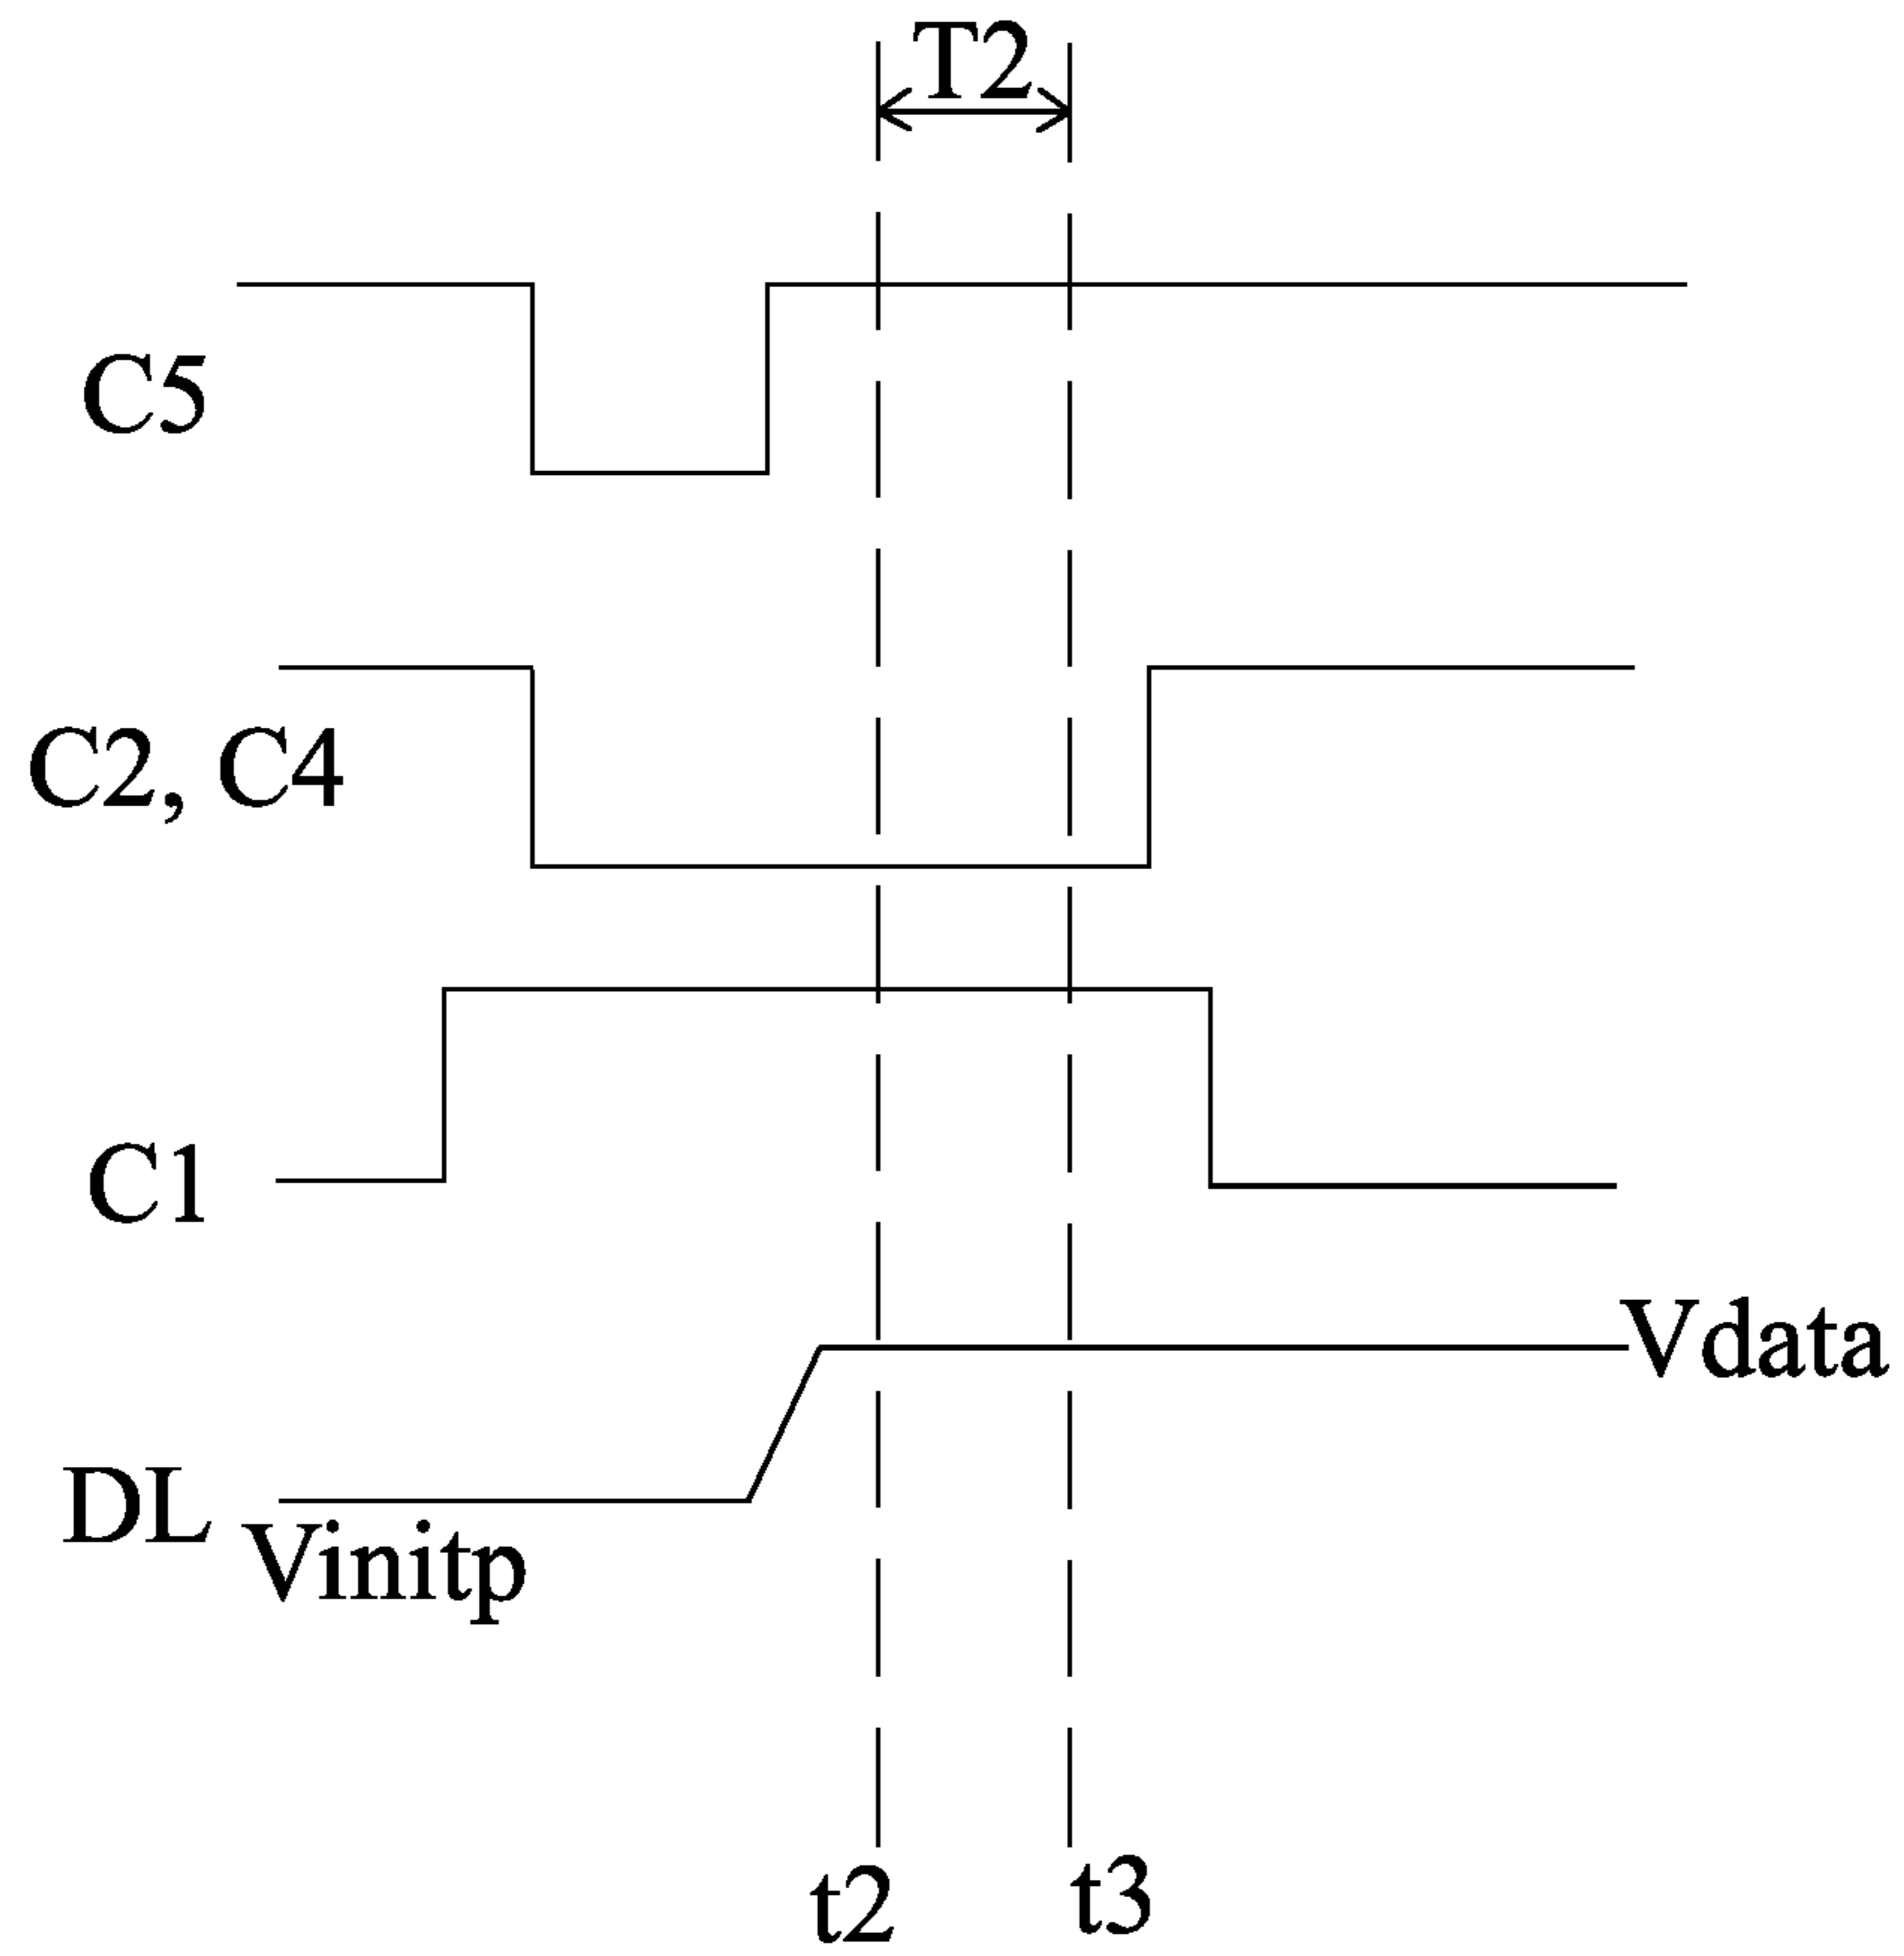 T2
C5
C2, C4
C1
Vdata
DL
Vinitp
t2
t3